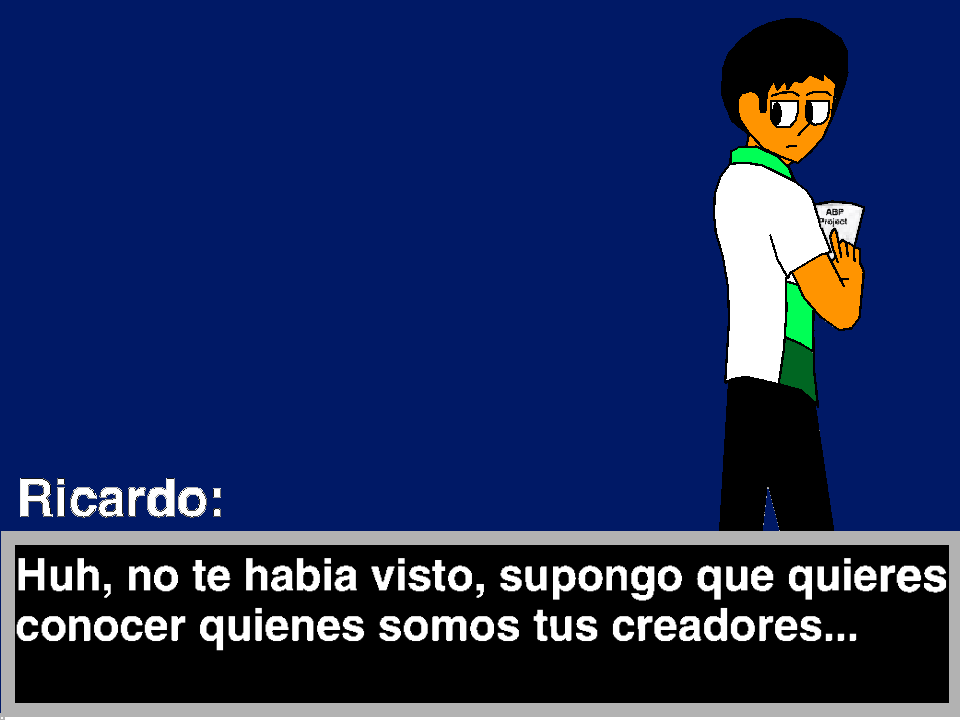 ABP
Project
Ricardo:
Huh, no te habia visto, supongo que quieres
conocer quienes somos tus creadores...